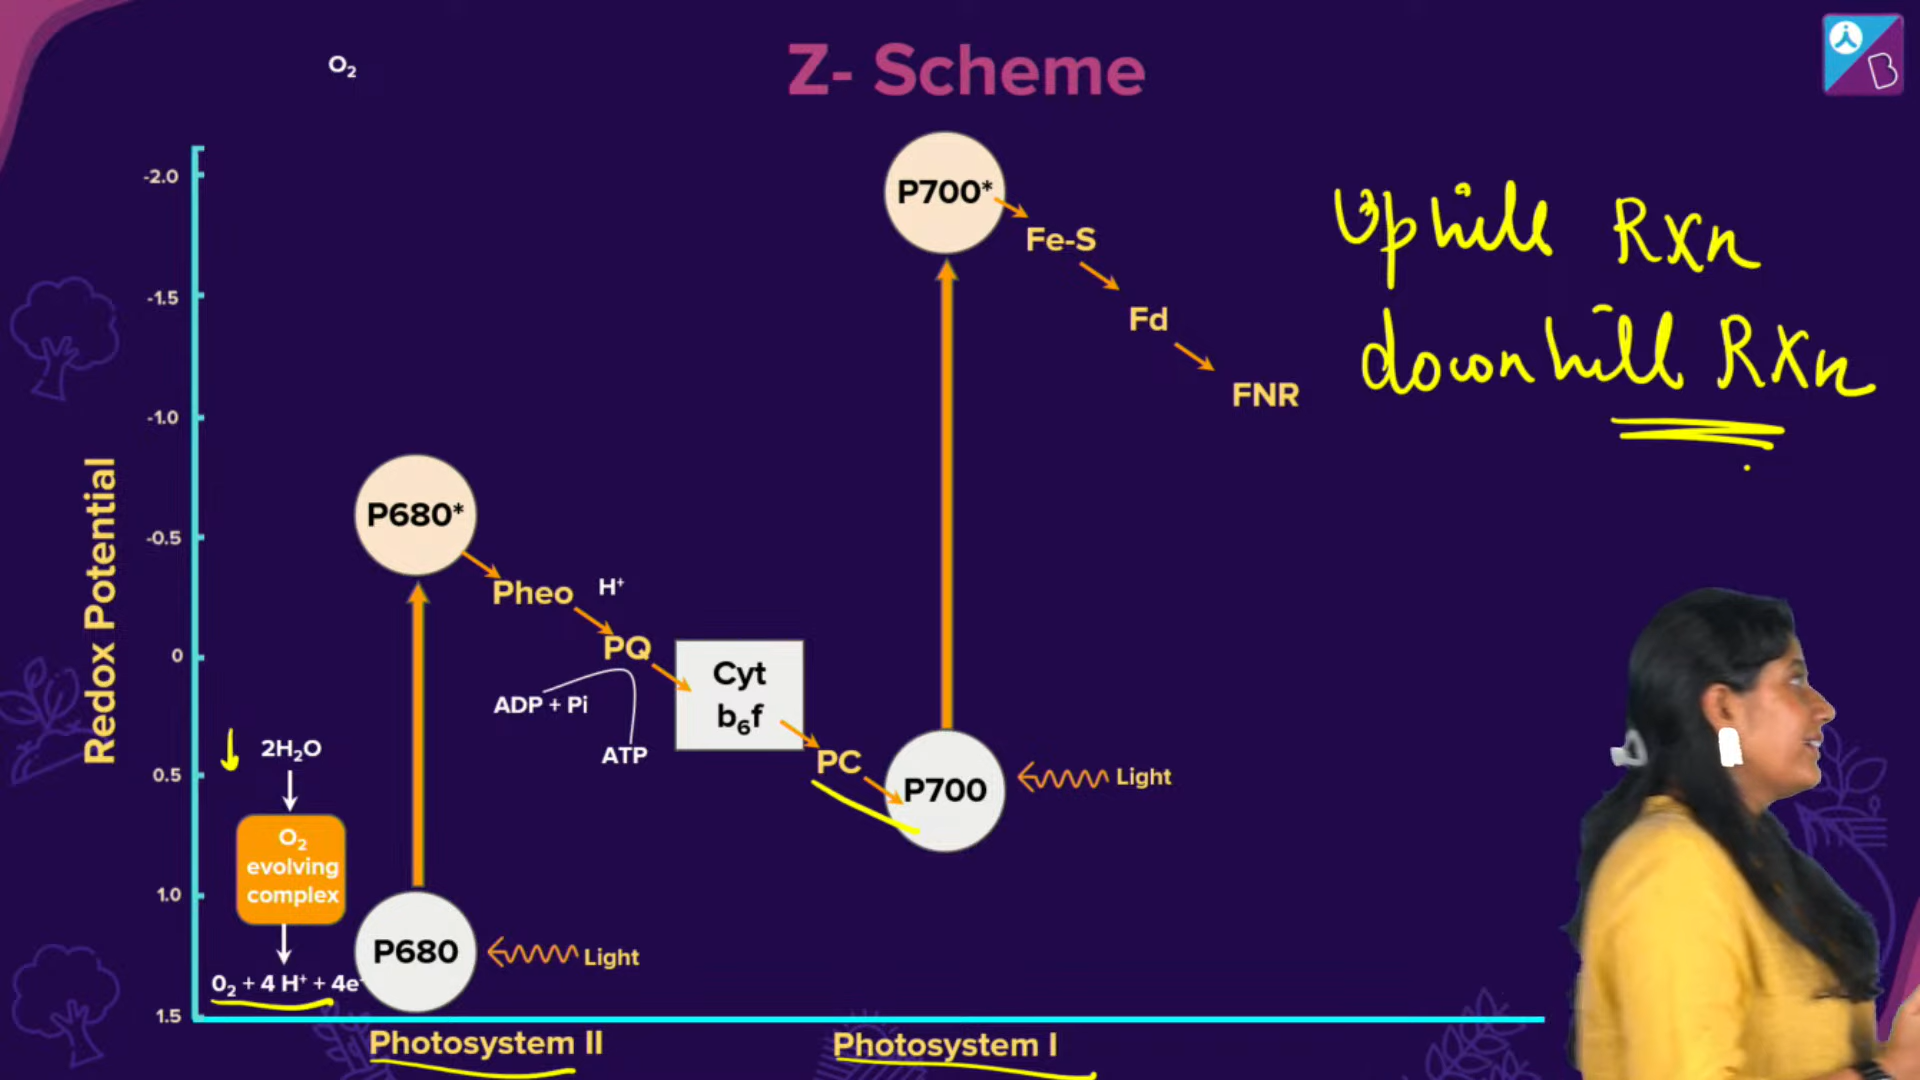 O₂
Z- Scheme
-2.0
-1.5
-1.0
-0.5
0
0.5
1.0
1.5
Redox Potential
P700*
Fe-S
Fd
FNR
Uphill RXn
downhill RXn
P680*
Pheo
H⁺
PQ
ADP + Pi
ATP
Cyt
b₆f
PC
P700
Light
2H₂O
O₂
evolving
complex
O₂ + 4 H⁺ + 4e⁻
P680
Light
Photosystem II
Photosystem I
B